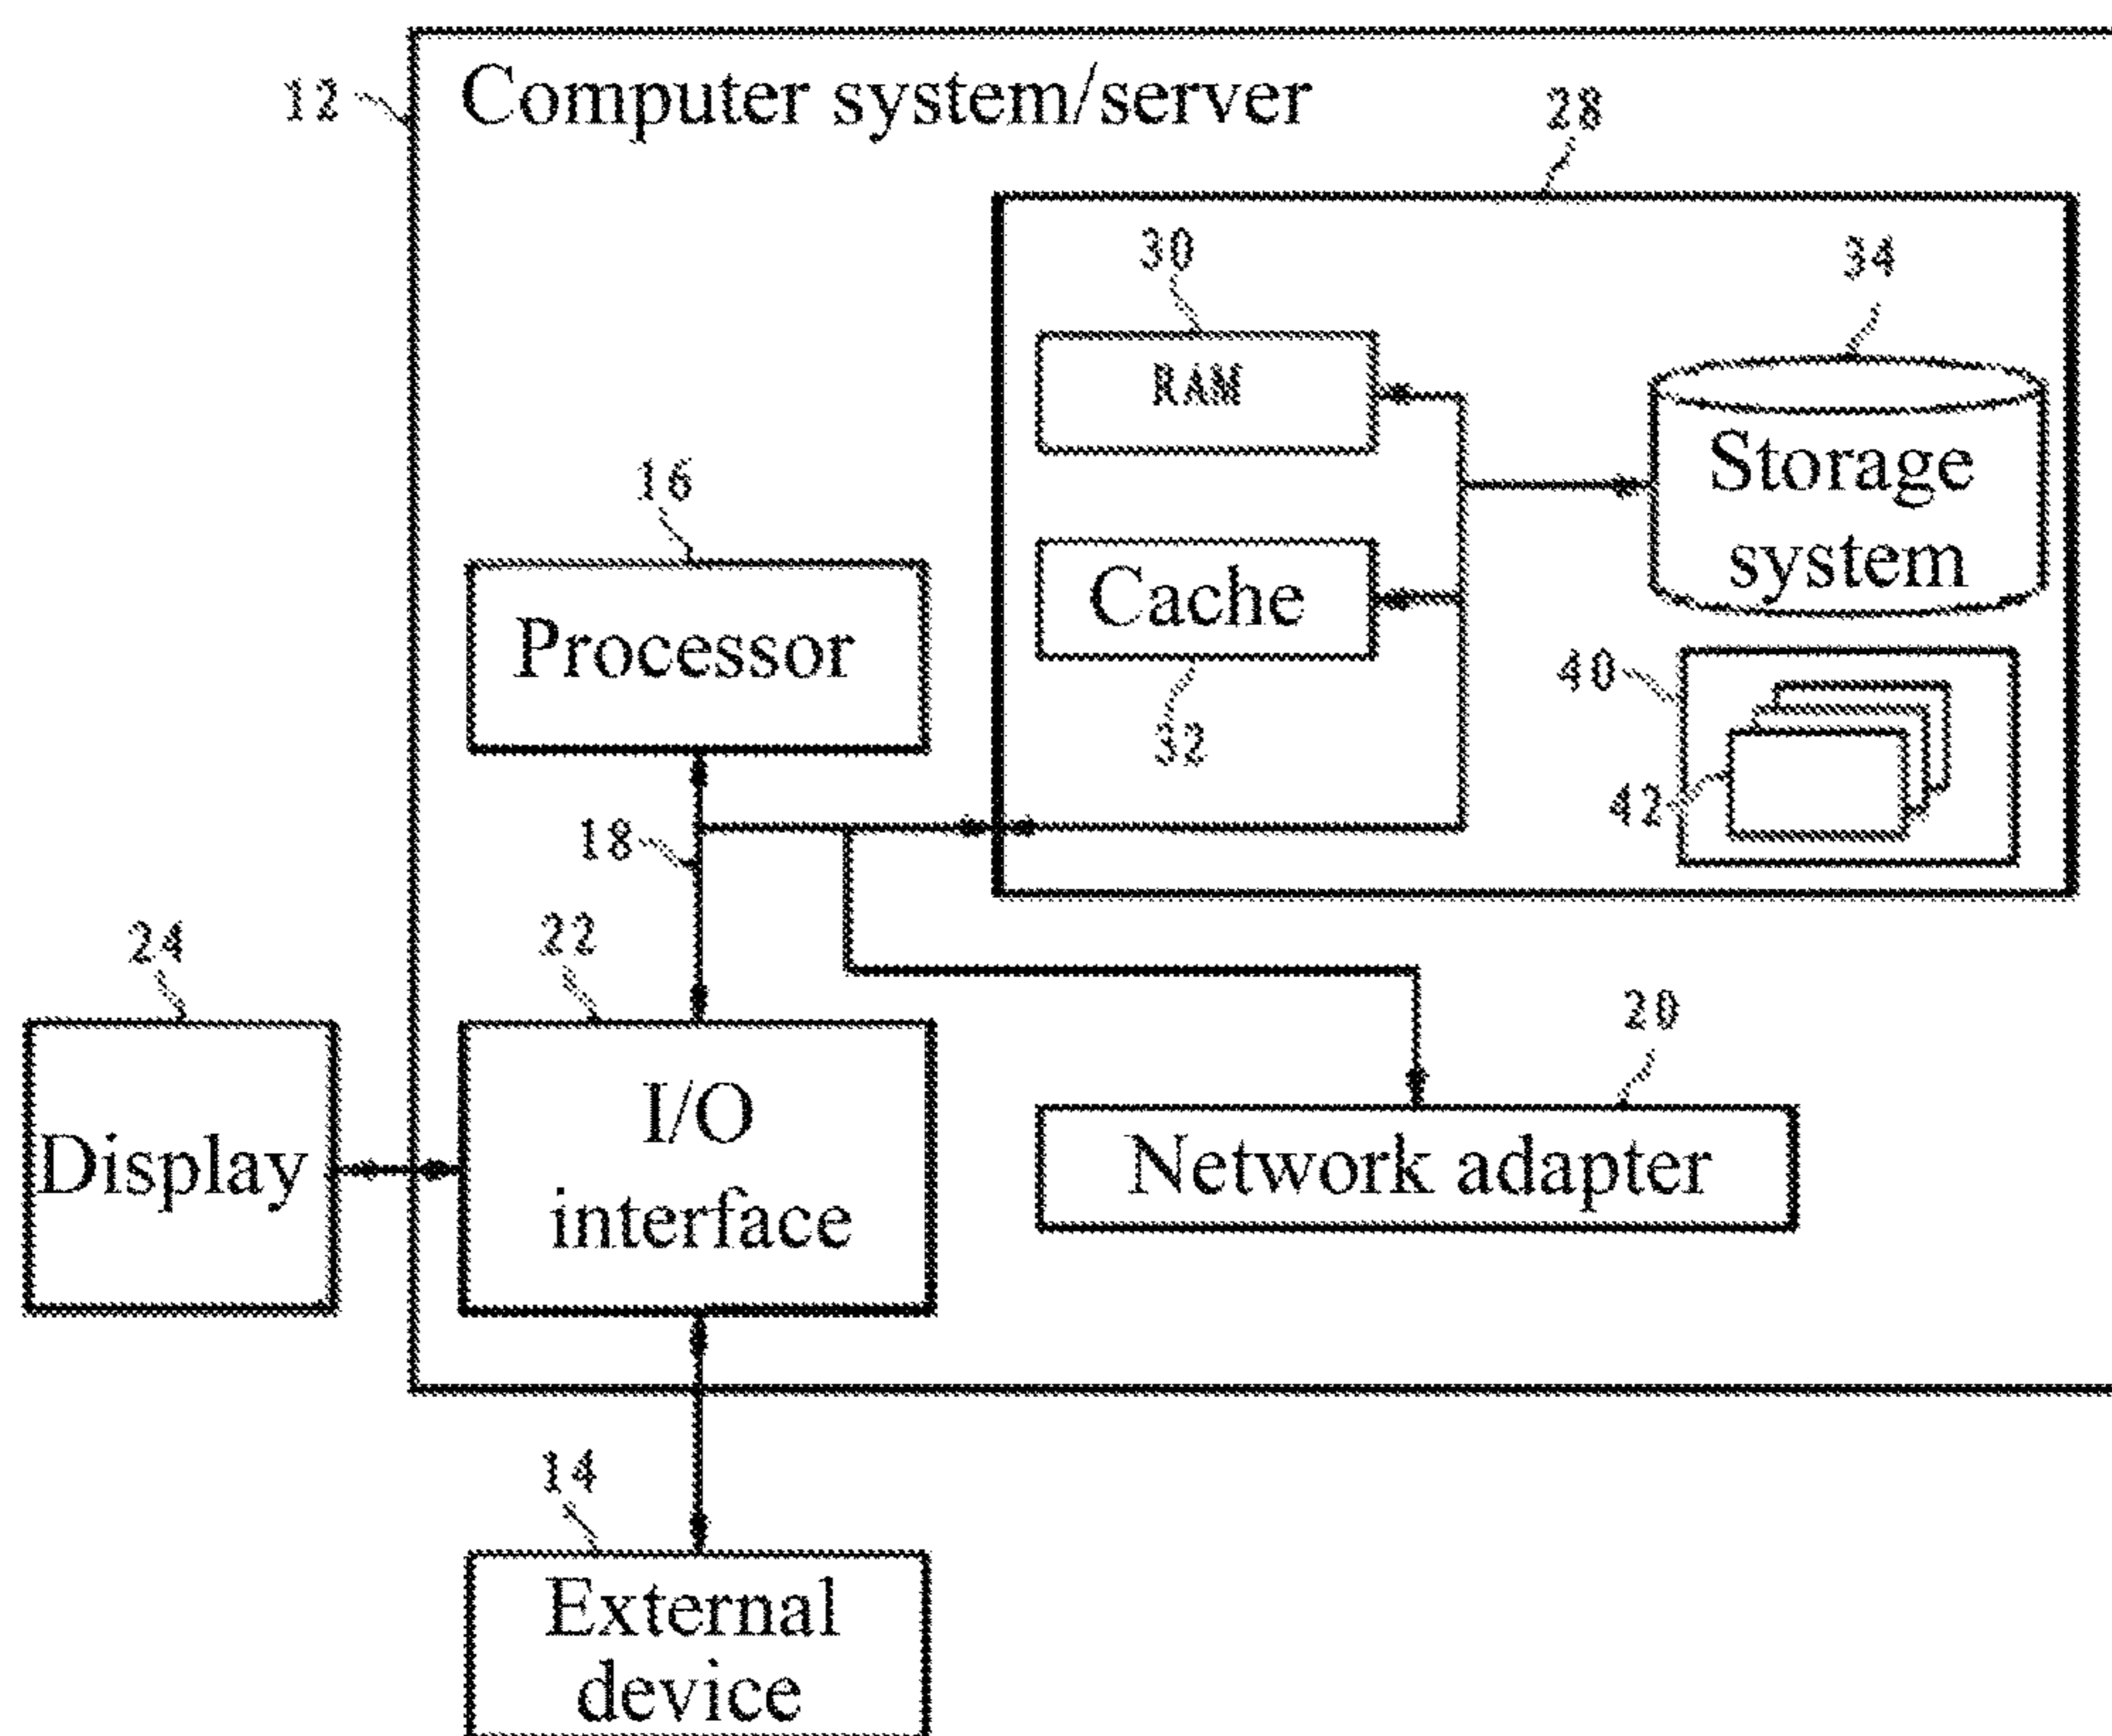 12
Computer system/server
28
30
34
RAM
Storage
system
16
Cache
Processor
32
40
42
18
24
22
20
Display
I/O
interface
Network adapter
14
External
device